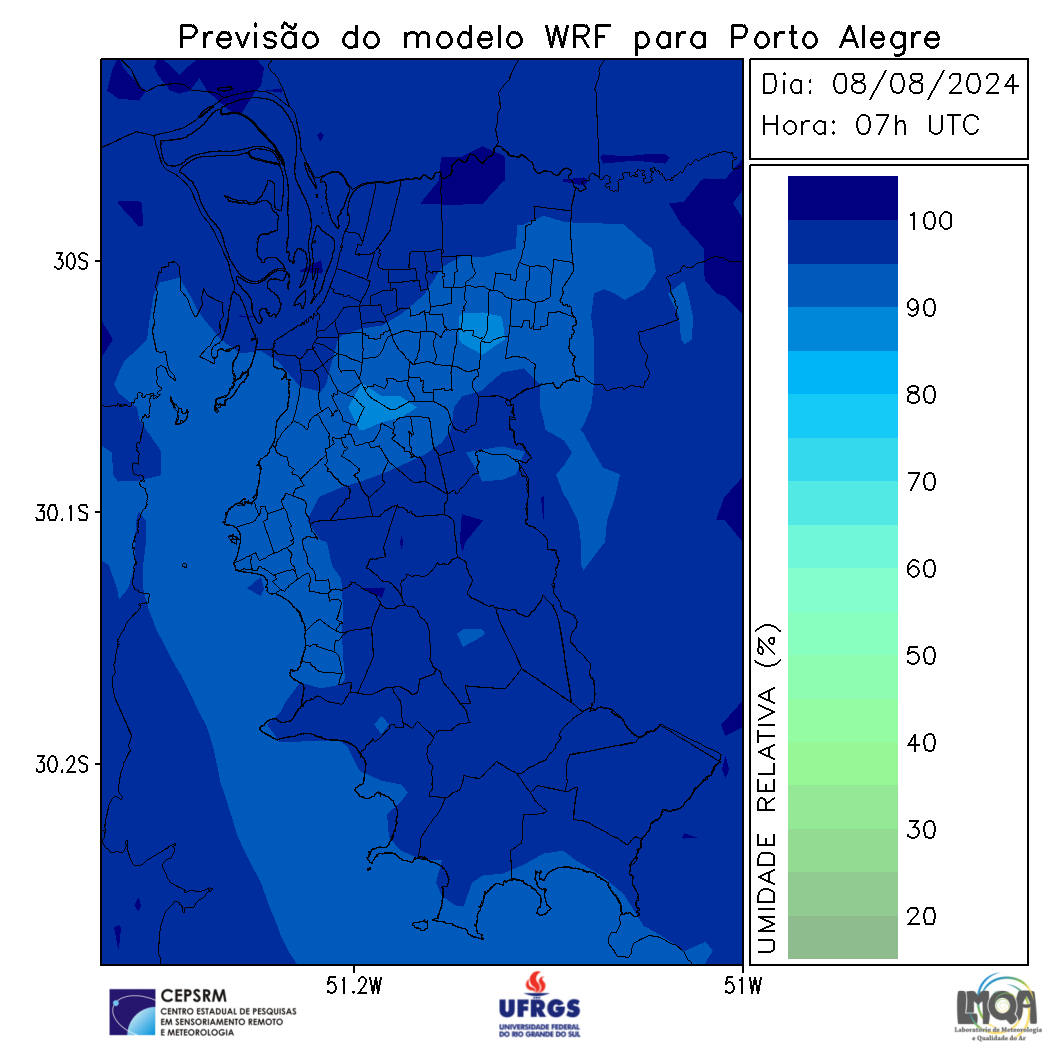 Previsão do modelo WRF para Porto Alegre
Dia: 08/08/2024
Hora: 07h UTC
30S
30.1S
30.2S
51.2W
51W
UMIDADE RELATIVA (%)
100
90
80
70
60
50
40
30
20
CEPSRM
CENTRO ESTADUAL DE PESQUISAS
EM SENSORIAMENTO REMOTO
E METEOROLOGIA
UFRGS
UNIVERSIDADE FEDERAL
DO RIO GRANDE DO SUL
LMQA
Laboratório de Meteorologia
e Qualidade do Ar